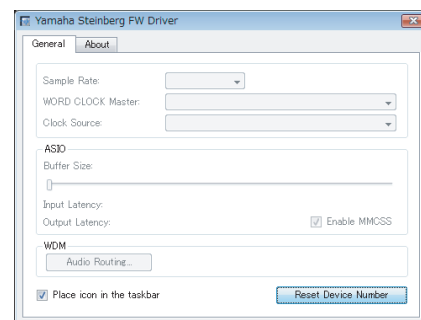 Yamaha Steinberg FW Driver
General About
Sample Rate:
WORD CLOCK Master:
Clock Source:
ASIO
Buffer Size:
Input Latency:
Output Latency: Enable MMCSS
WDM
Audio Routing...
Place icon in the taskbar Reset Device Number